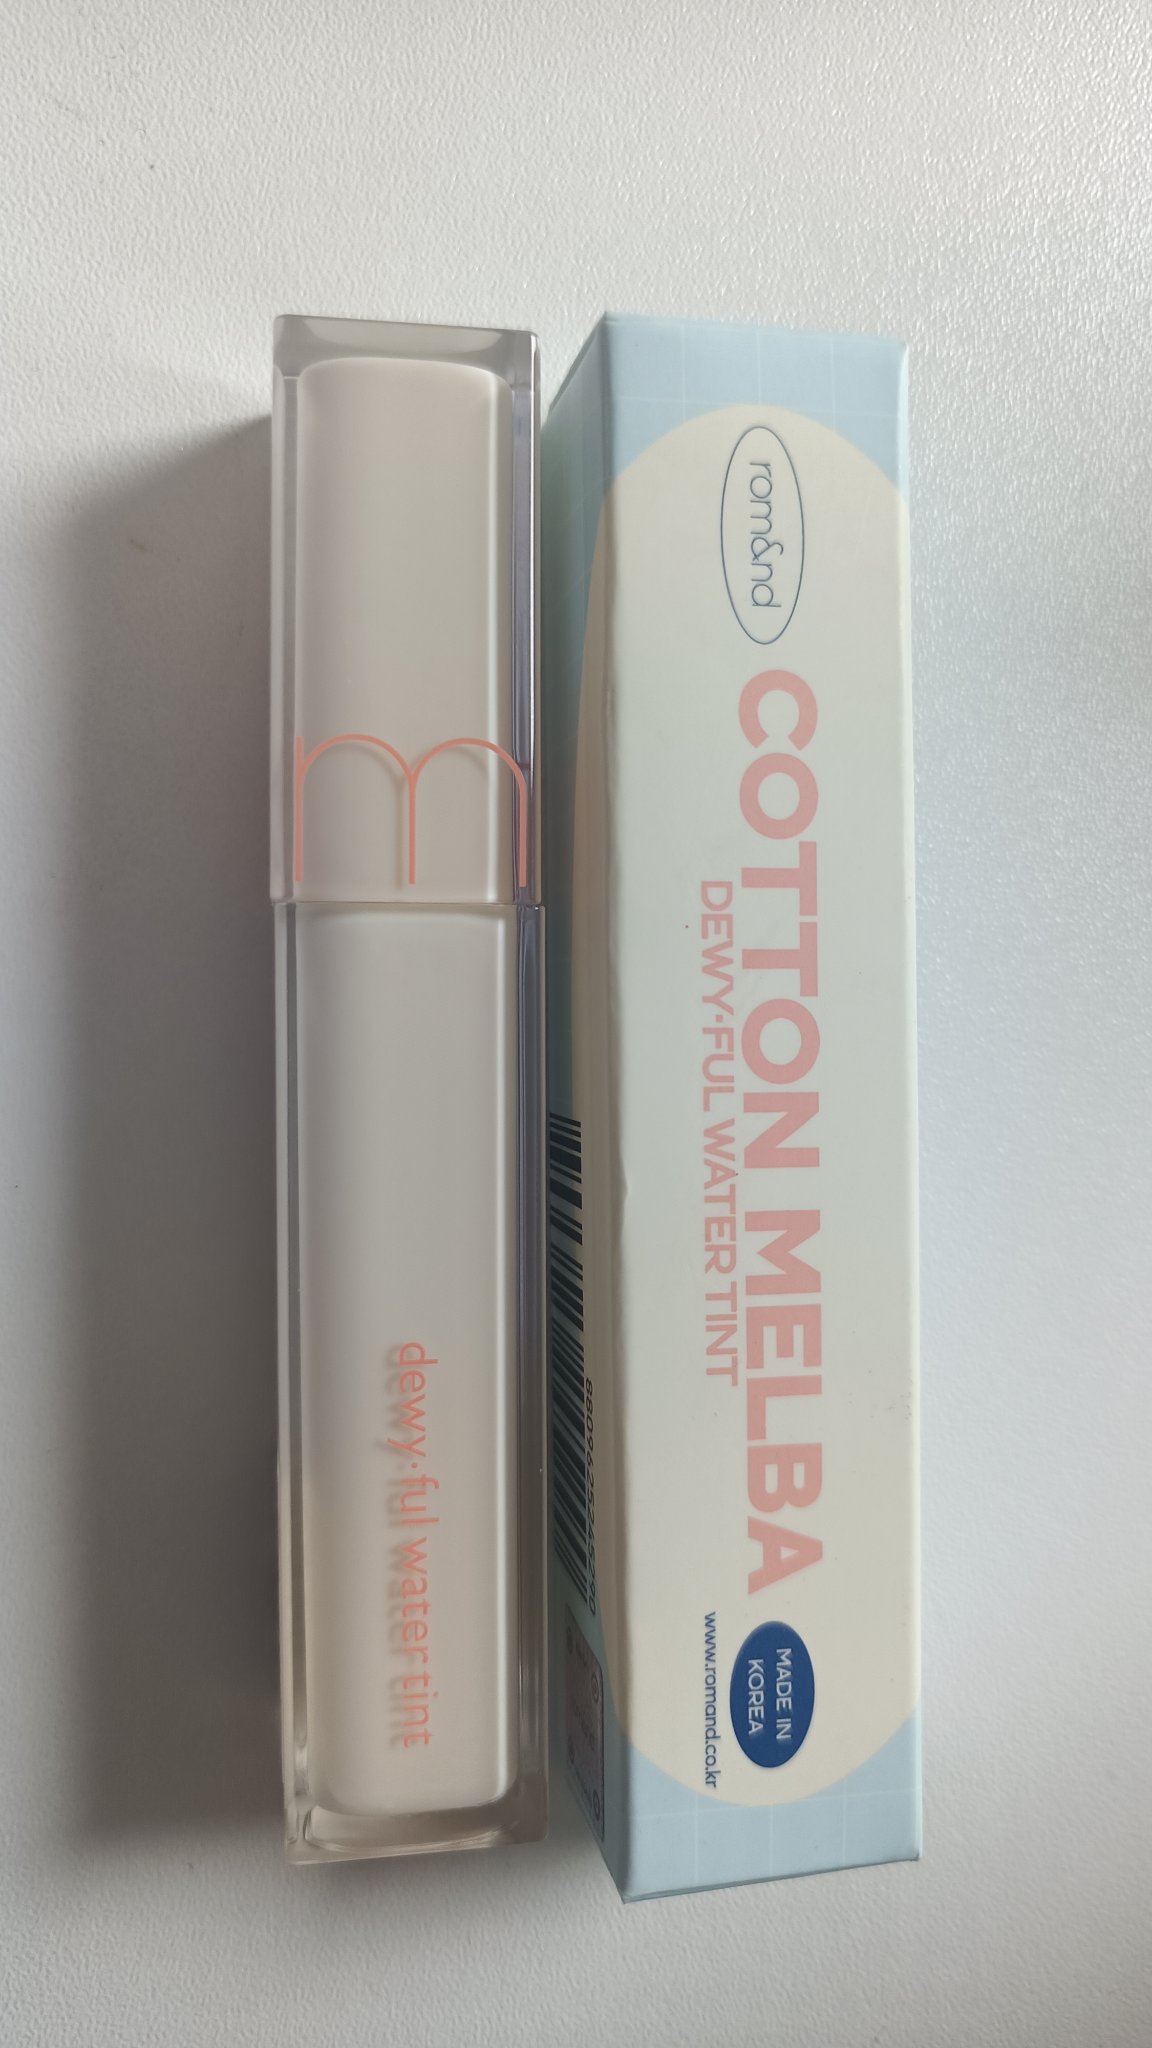 m
dewy·ful water tint
rom&nd
COTTON MELBA
DEWY·FUL WATER TINT
MADE IN
KOREA
www.romand.co.kr